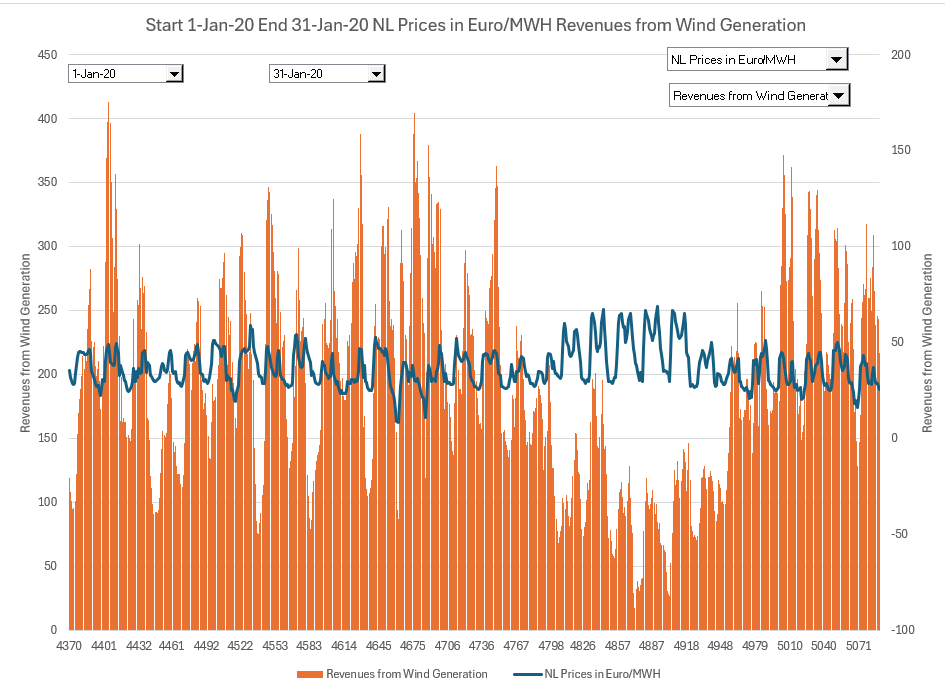 Start 1-Jan-20 End 31-Jan-20 NL Prices in Euro/MWH Revenues from Wind Generation
450 200
1-Jan-20 31-Jan-20 NL Prices in Euro/MWH
Revenues from Wind Generat
400
150
350
300 100
250
50
200
150 0
100
-50
50
0 -100
Revenues from Wind Generation
Revenues from Wind Generation
4370 4401 4432 4461 4492 4522 4553 4583 4614 4645 4675 4706 4736 4767 4798 4826 4857 4887 4918 4948 4979 5010 5040 5071
Revenues from Wind Generation NL Prices in Euro/MWH